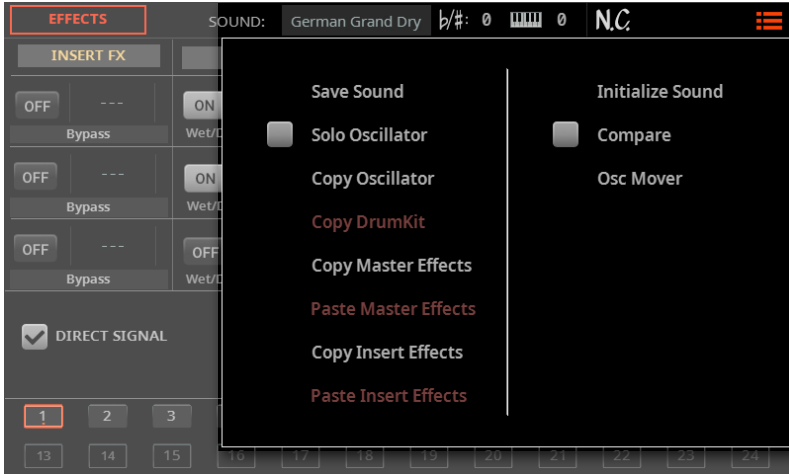 EFFECTS SOUND: German Grand Dry ♭/♯: 0 0 N.C.
INSERT FX
OFF --- ON
Bypass Wet/D
OFF --- ON
Bypass Wet/D
OFF --- OFF
Bypass Wet/D
DIRECT SIGNAL
1 2 3
13 14 15 16 17 18 19 20 21 22 23 24
Save Sound
Solo Oscillator
Copy Oscillator
Copy DrumKit
Copy Master Effects
Paste Master Effects
Copy Insert Effects
Paste Insert Effects
Initialize Sound
Compare
Osc Mover